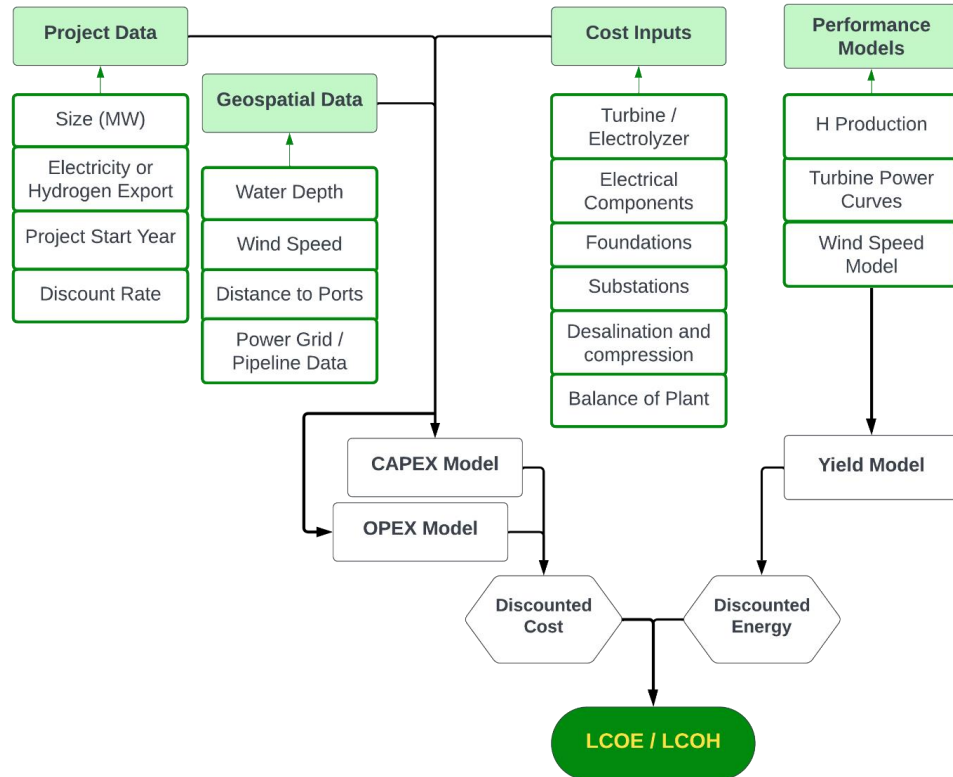 Project Data
Size (MW)
Electricity or
Hydrogen Export
Project Start Year
Discount Rate
Geospatial Data
Water Depth
Wind Speed
Distance to Ports
Power Grid /
Pipeline Data
Cost Inputs
Turbine /
Electrolyzer
Electrical
Components
Foundations
Substations
Desalination and
compression
Balance of Plant
Performance
Models
H Production
Turbine Power
Curves
Wind Speed
Model
CAPEX Model
OPEX Model
Yield Model
Discounted
Cost
Discounted
Energy
LCOE / LCOH